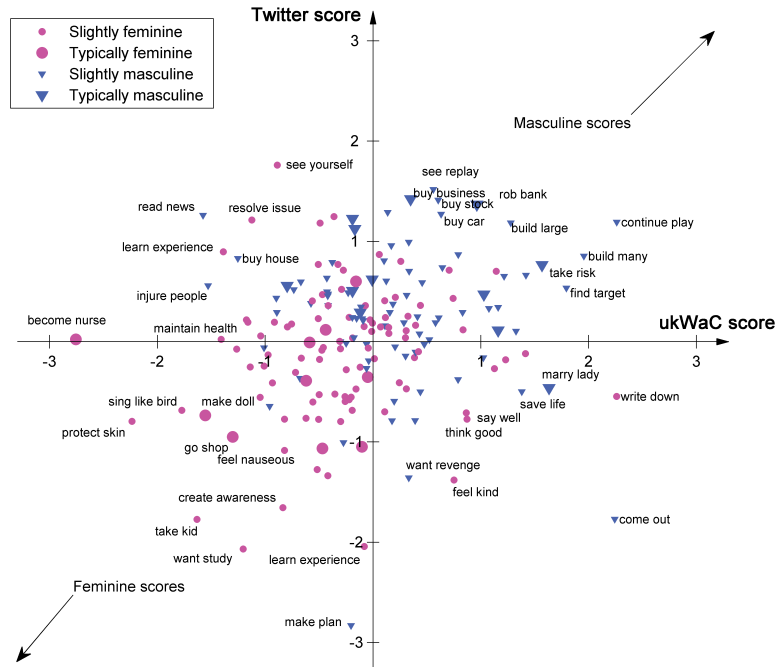 Twitter score
Slightly feminine
Typically feminine
Slightly masculine
Typically masculine
3
Masculine scores
2
see yourself
see replay
buy business
rob bank
buy stock
read news
resolve issue
buy car
build large
continue play
1
learn experience
buy house
build many
take risk
injure people
find target
become nurse
maintain health
ukWaC score
-3
-2
-1
1
2
3
marry lady
sing like bird
make doll
save life
write down
protect skin
say well
think good
go shop
-1
feel nauseous
want revenge
feel kind
create awareness
take kid
come out
-2
want study
learn experience
Feminine scores
make plan
-3